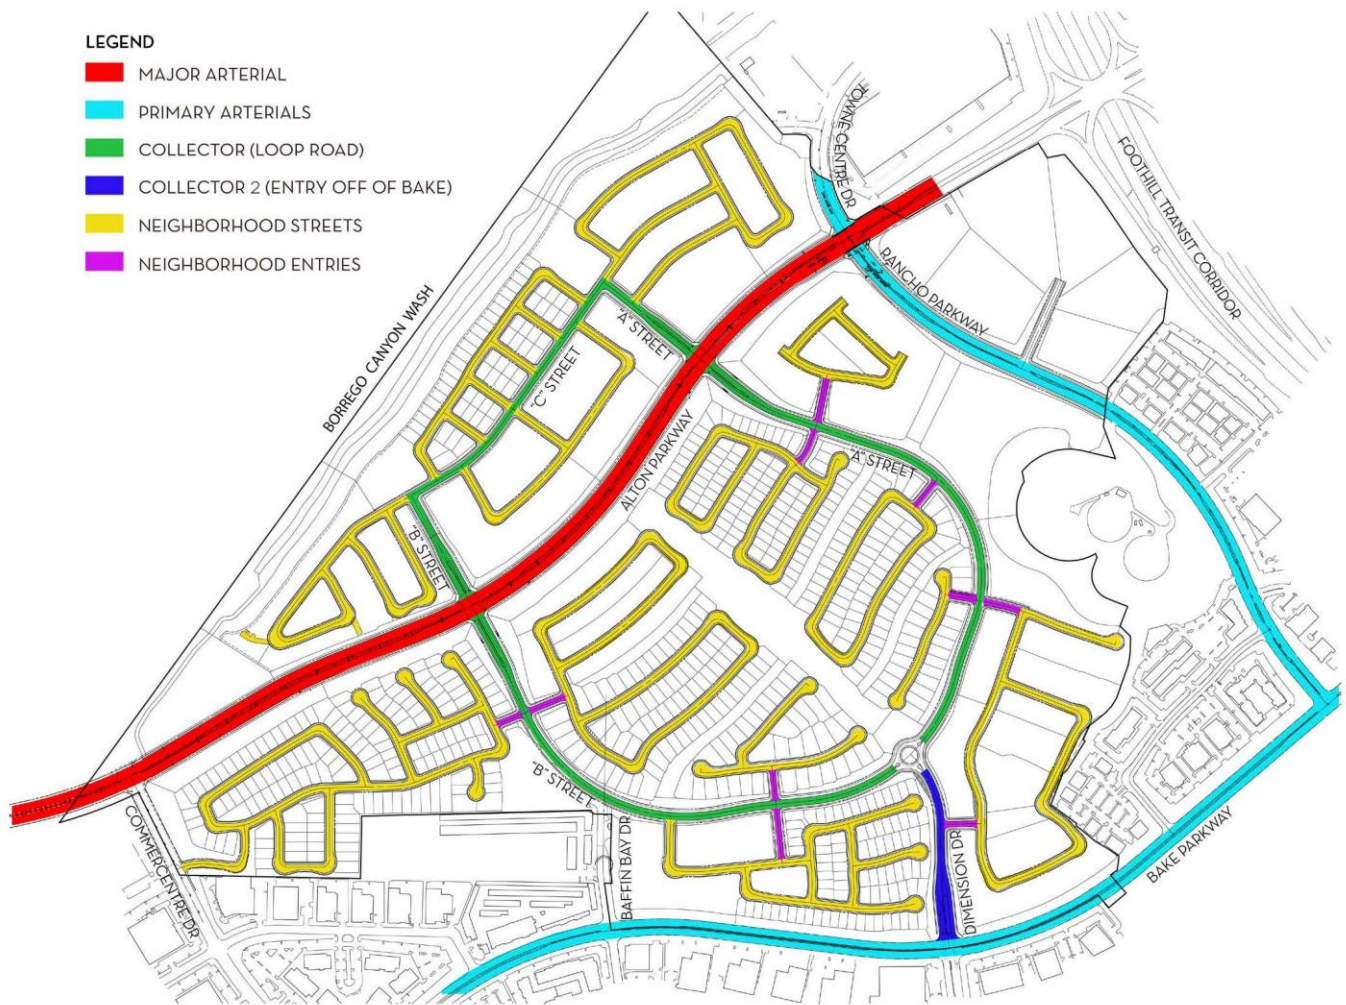 LEGEND
MAJOR ARTERIAL
PRIMARY ARTERIALS
COLLECTOR (LOOP ROAD)
COLLECTOR 2 (ENTRY OFF OF BAKE)
NEIGHBORHOOD STREETS
NEIGHBORHOOD ENTRIES
TOWNE CENTRE DR
FOOTHILL TRANSIT CORRIDOR
RANCHO PARKWAY
BORREGO CANYON WASH
"A" STREET
"C" STREET
ALTON PARKWAY
"A" STREET
"B" STREET
"B" STREET
COMMERCENTRE DR
BAFFIN BAY DR
DIMENSION DR
BAKE PARKWAY